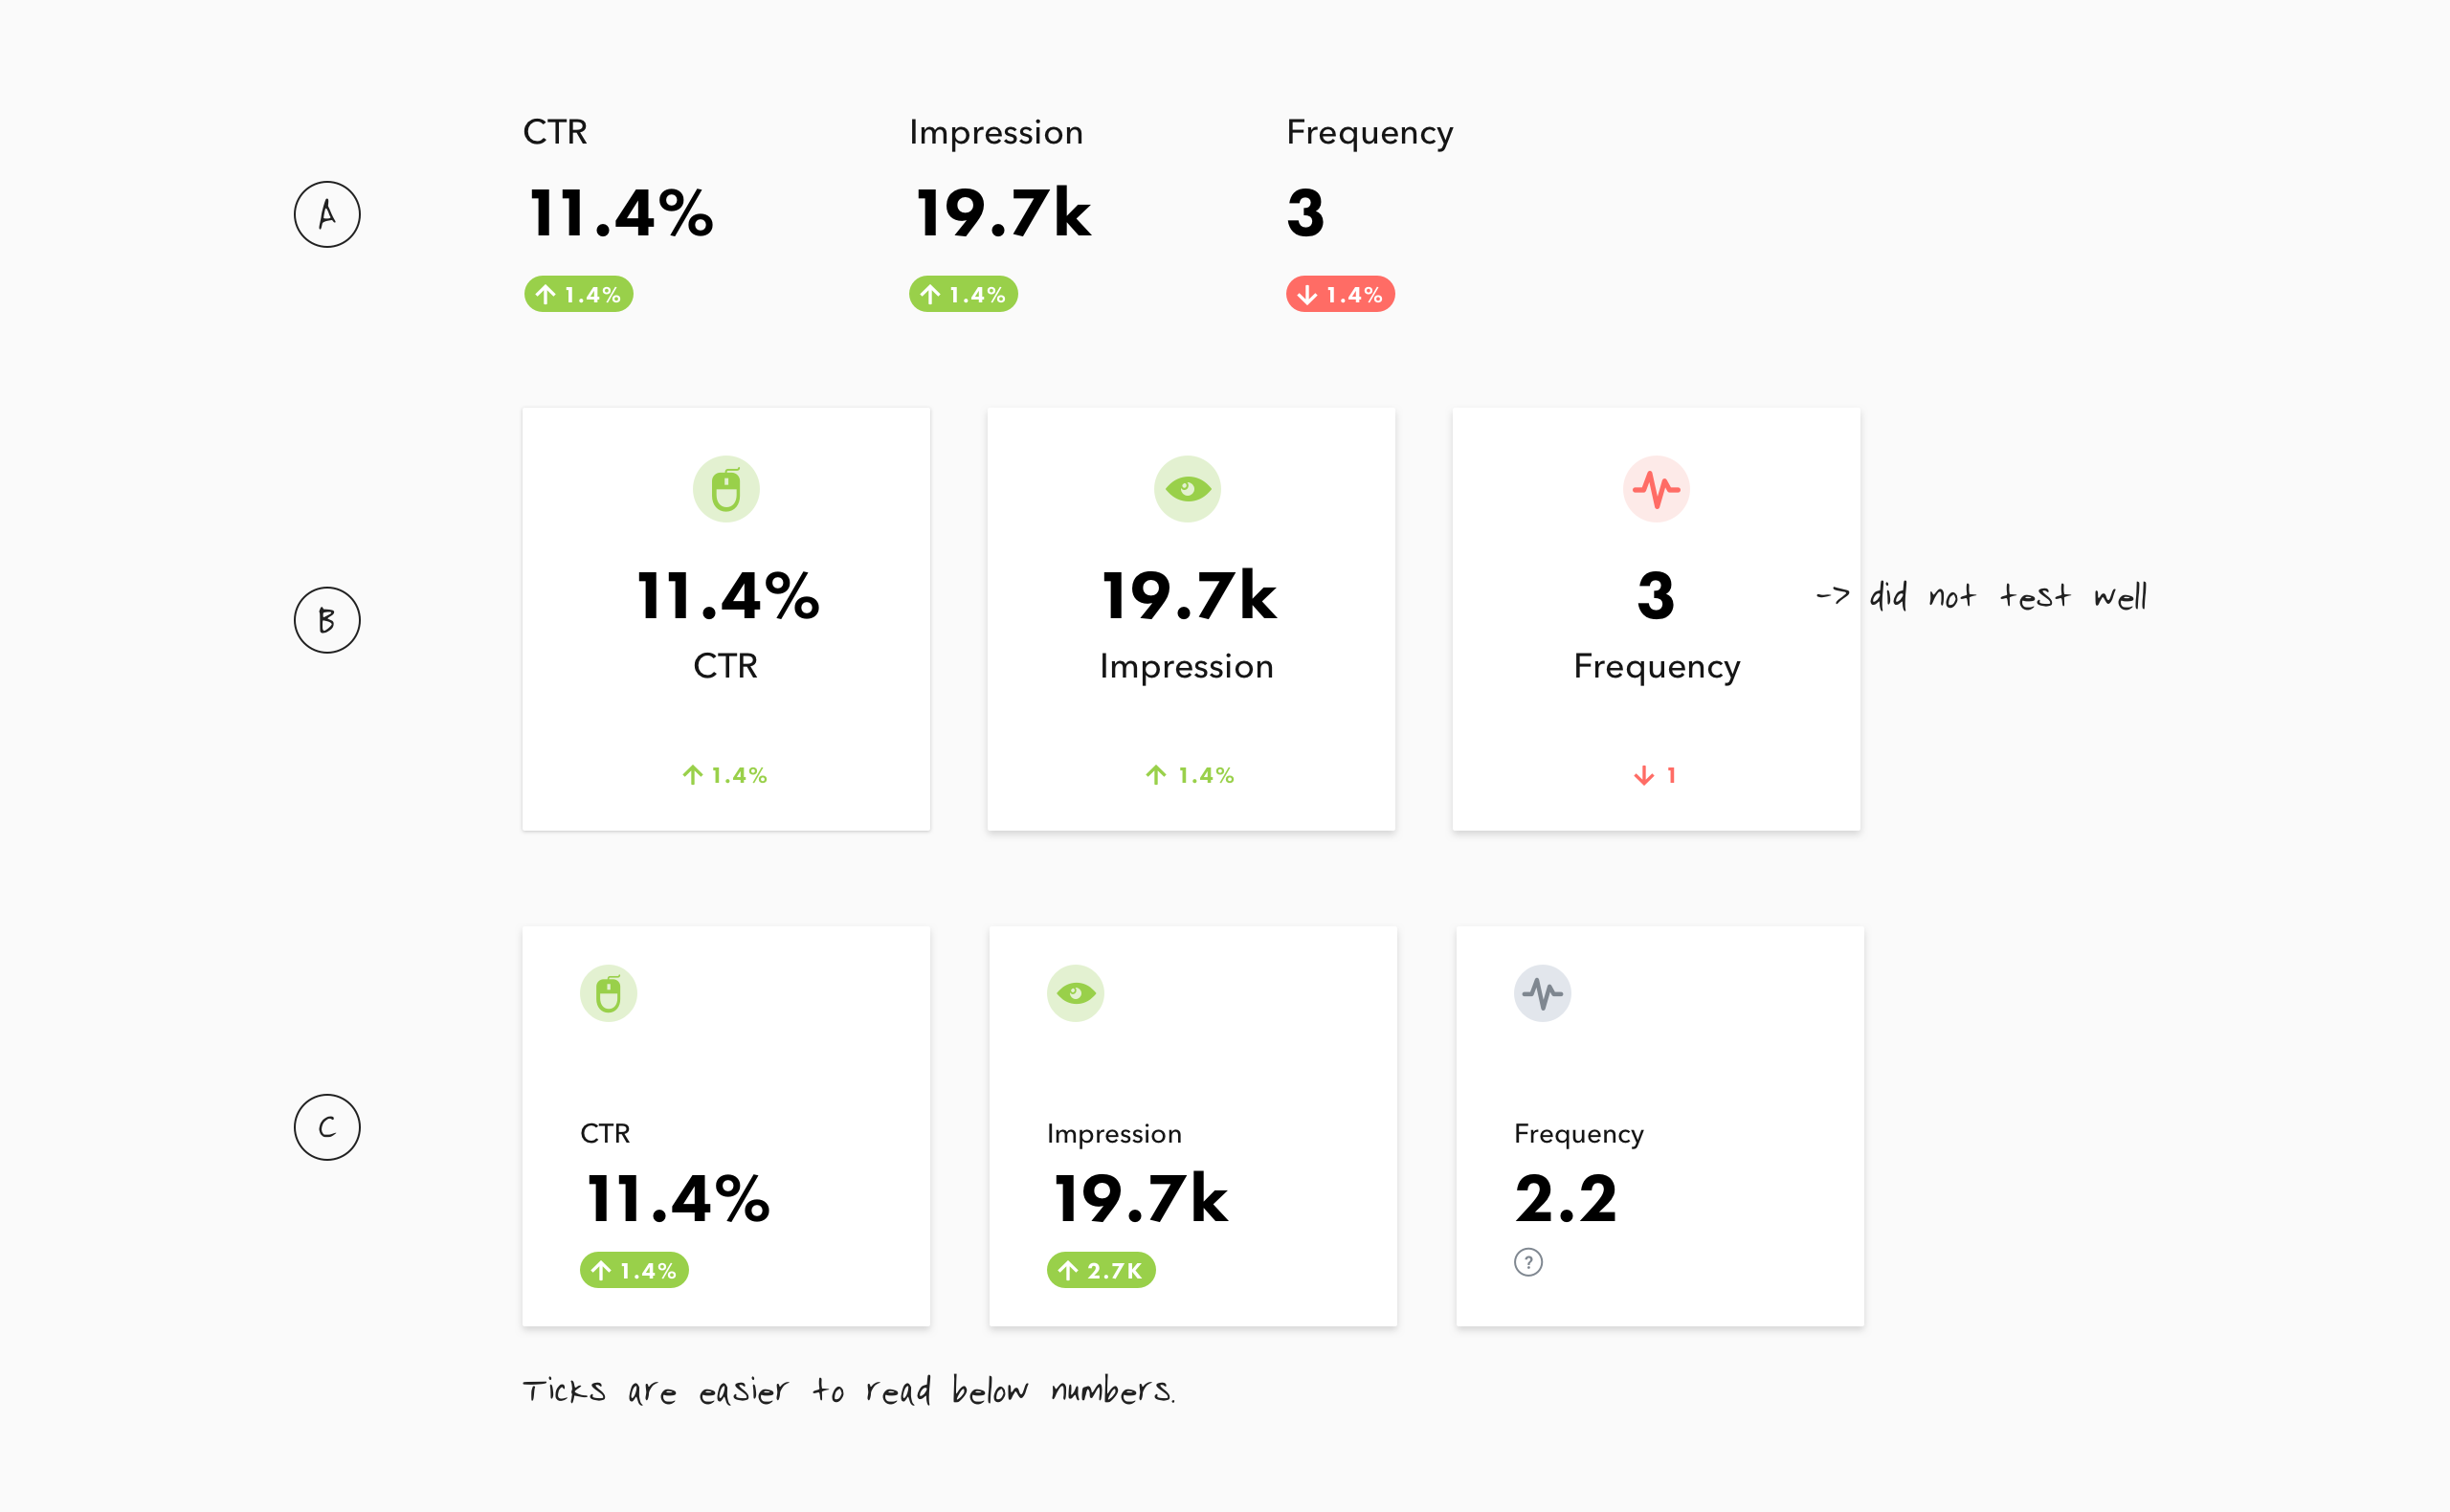 CTR Impression Frequency
A 11.4% 19.7k 3
↑ 1.4% ↑ 1.4% ↓ 1.4%
B 11.4% 19.7k 3 -> did not test well
CTR Impression Frequency
↑ 1.4% ↑ 1.4% ↓ 1
C
CTR Impression Frequency
11.4% 19.7k 2.2
↑ 1.4% ↑ 2.7K ?
Ticks are easier to read below numbers.